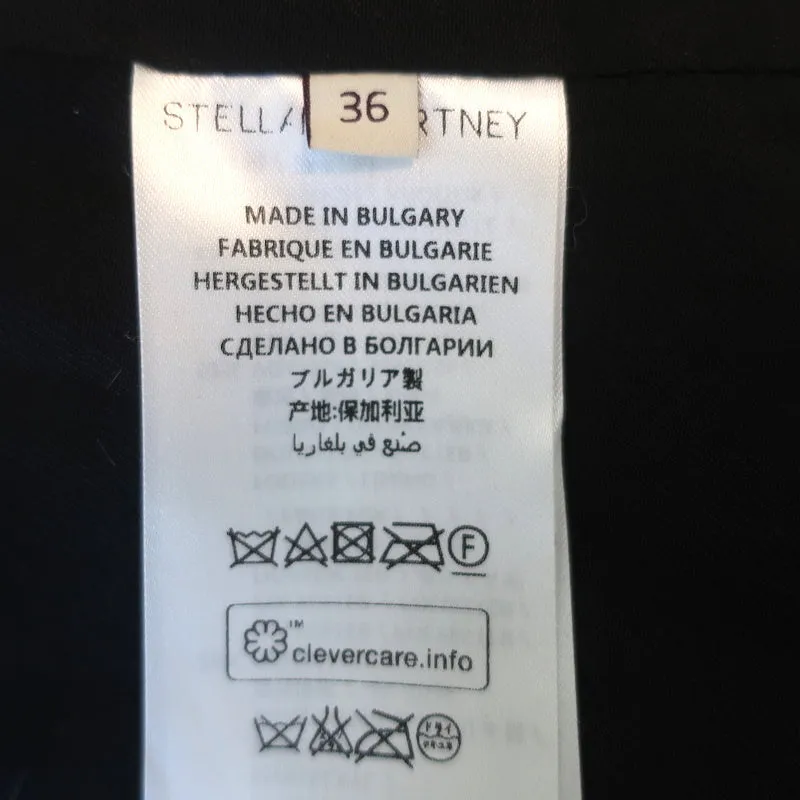 36
STELLA RTNEY
MADE IN BULGARY
FABRIQUE EN BULGARIE
HERGESTELLT IN BULGARIEN
HECHO EN BULGARIA
СДЕЛАНО В БОЛГАРИИ
ブルガリア製
产地:保加利亚
صنع في بلغاريا
F
™ clevercare.info